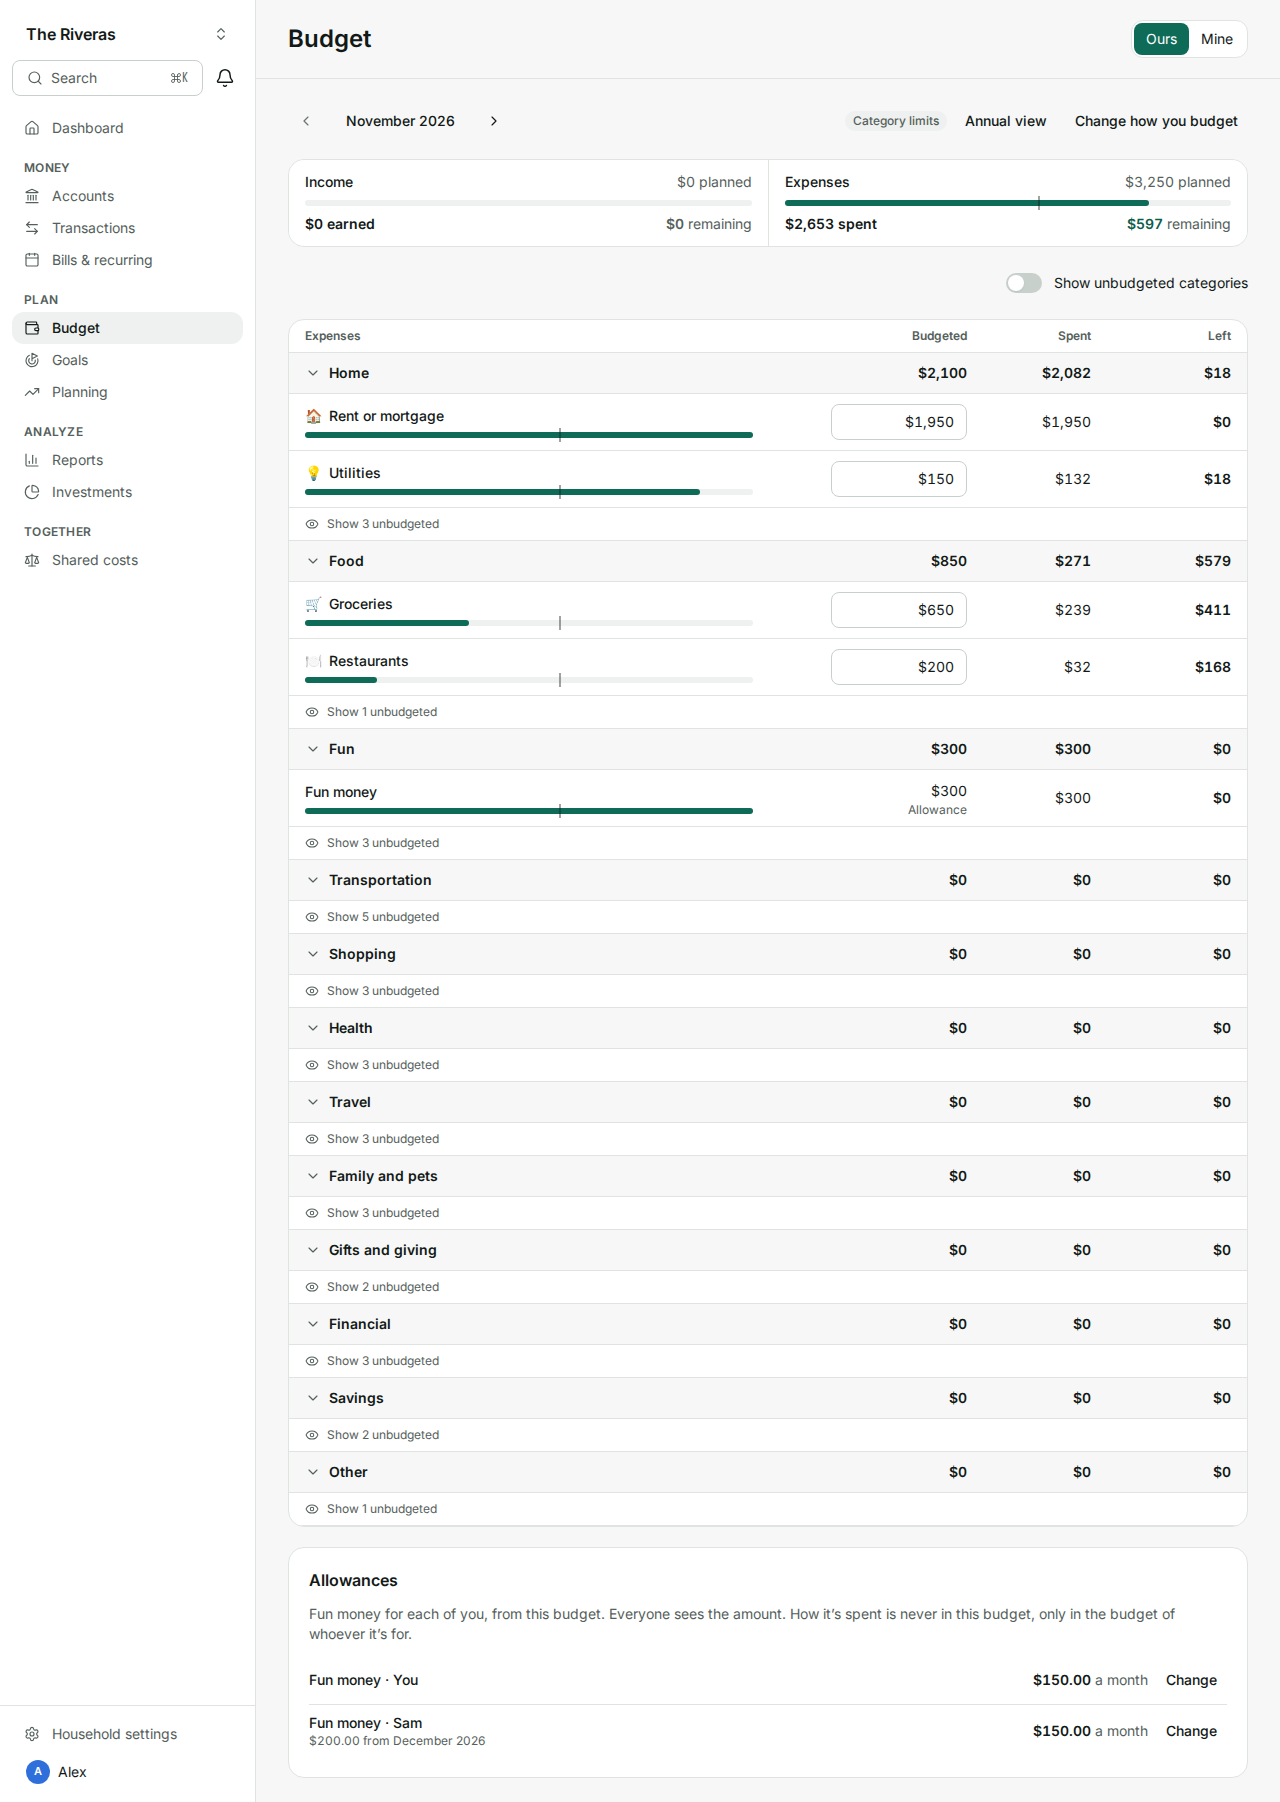 The Riveras
Search ⌘K
Dashboard
MONEY
Accounts
Transactions
Bills & recurring
PLAN
Budget
Goals
Planning
ANALYZE
Reports
Investments
TOGETHER
Shared costs
Household settings
A Alex
Budget
Ours Mine
November 2026
Category limits Annual view Change how you budget
Income $0 planned
$0 earned $0 remaining
Expenses $3,250 planned
$2,653 spent $597 remaining
Show unbudgeted categories
Expenses Budgeted Spent Left
Home $2,100 $2,082 $18
Rent or mortgage $1,950 $1,950 $0
Utilities $150 $132 $18
Show 3 unbudgeted
Food $850 $271 $579
Groceries $650 $239 $411
Restaurants $200 $32 $168
Show 1 unbudgeted
Fun $300 $300 $0
Fun money $300 $300 $0
Allowance
Show 3 unbudgeted
Transportation $0 $0 $0
Show 5 unbudgeted
Shopping $0 $0 $0
Show 3 unbudgeted
Health $0 $0 $0
Show 3 unbudgeted
Travel $0 $0 $0
Show 3 unbudgeted
Family and pets $0 $0 $0
Show 3 unbudgeted
Gifts and giving $0 $0 $0
Show 2 unbudgeted
Financial $0 $0 $0
Show 3 unbudgeted
Savings $0 $0 $0
Show 2 unbudgeted
Other $0 $0 $0
Show 1 unbudgeted
Allowances
Fun money for each of you, from this budget. Everyone sees the amount. How it’s spent is never in this budget, only in the budget of
whoever it’s for.
Fun money · You $150.00 a month Change
Fun money · Sam $150.00 a month Change
$200.00 from December 2026